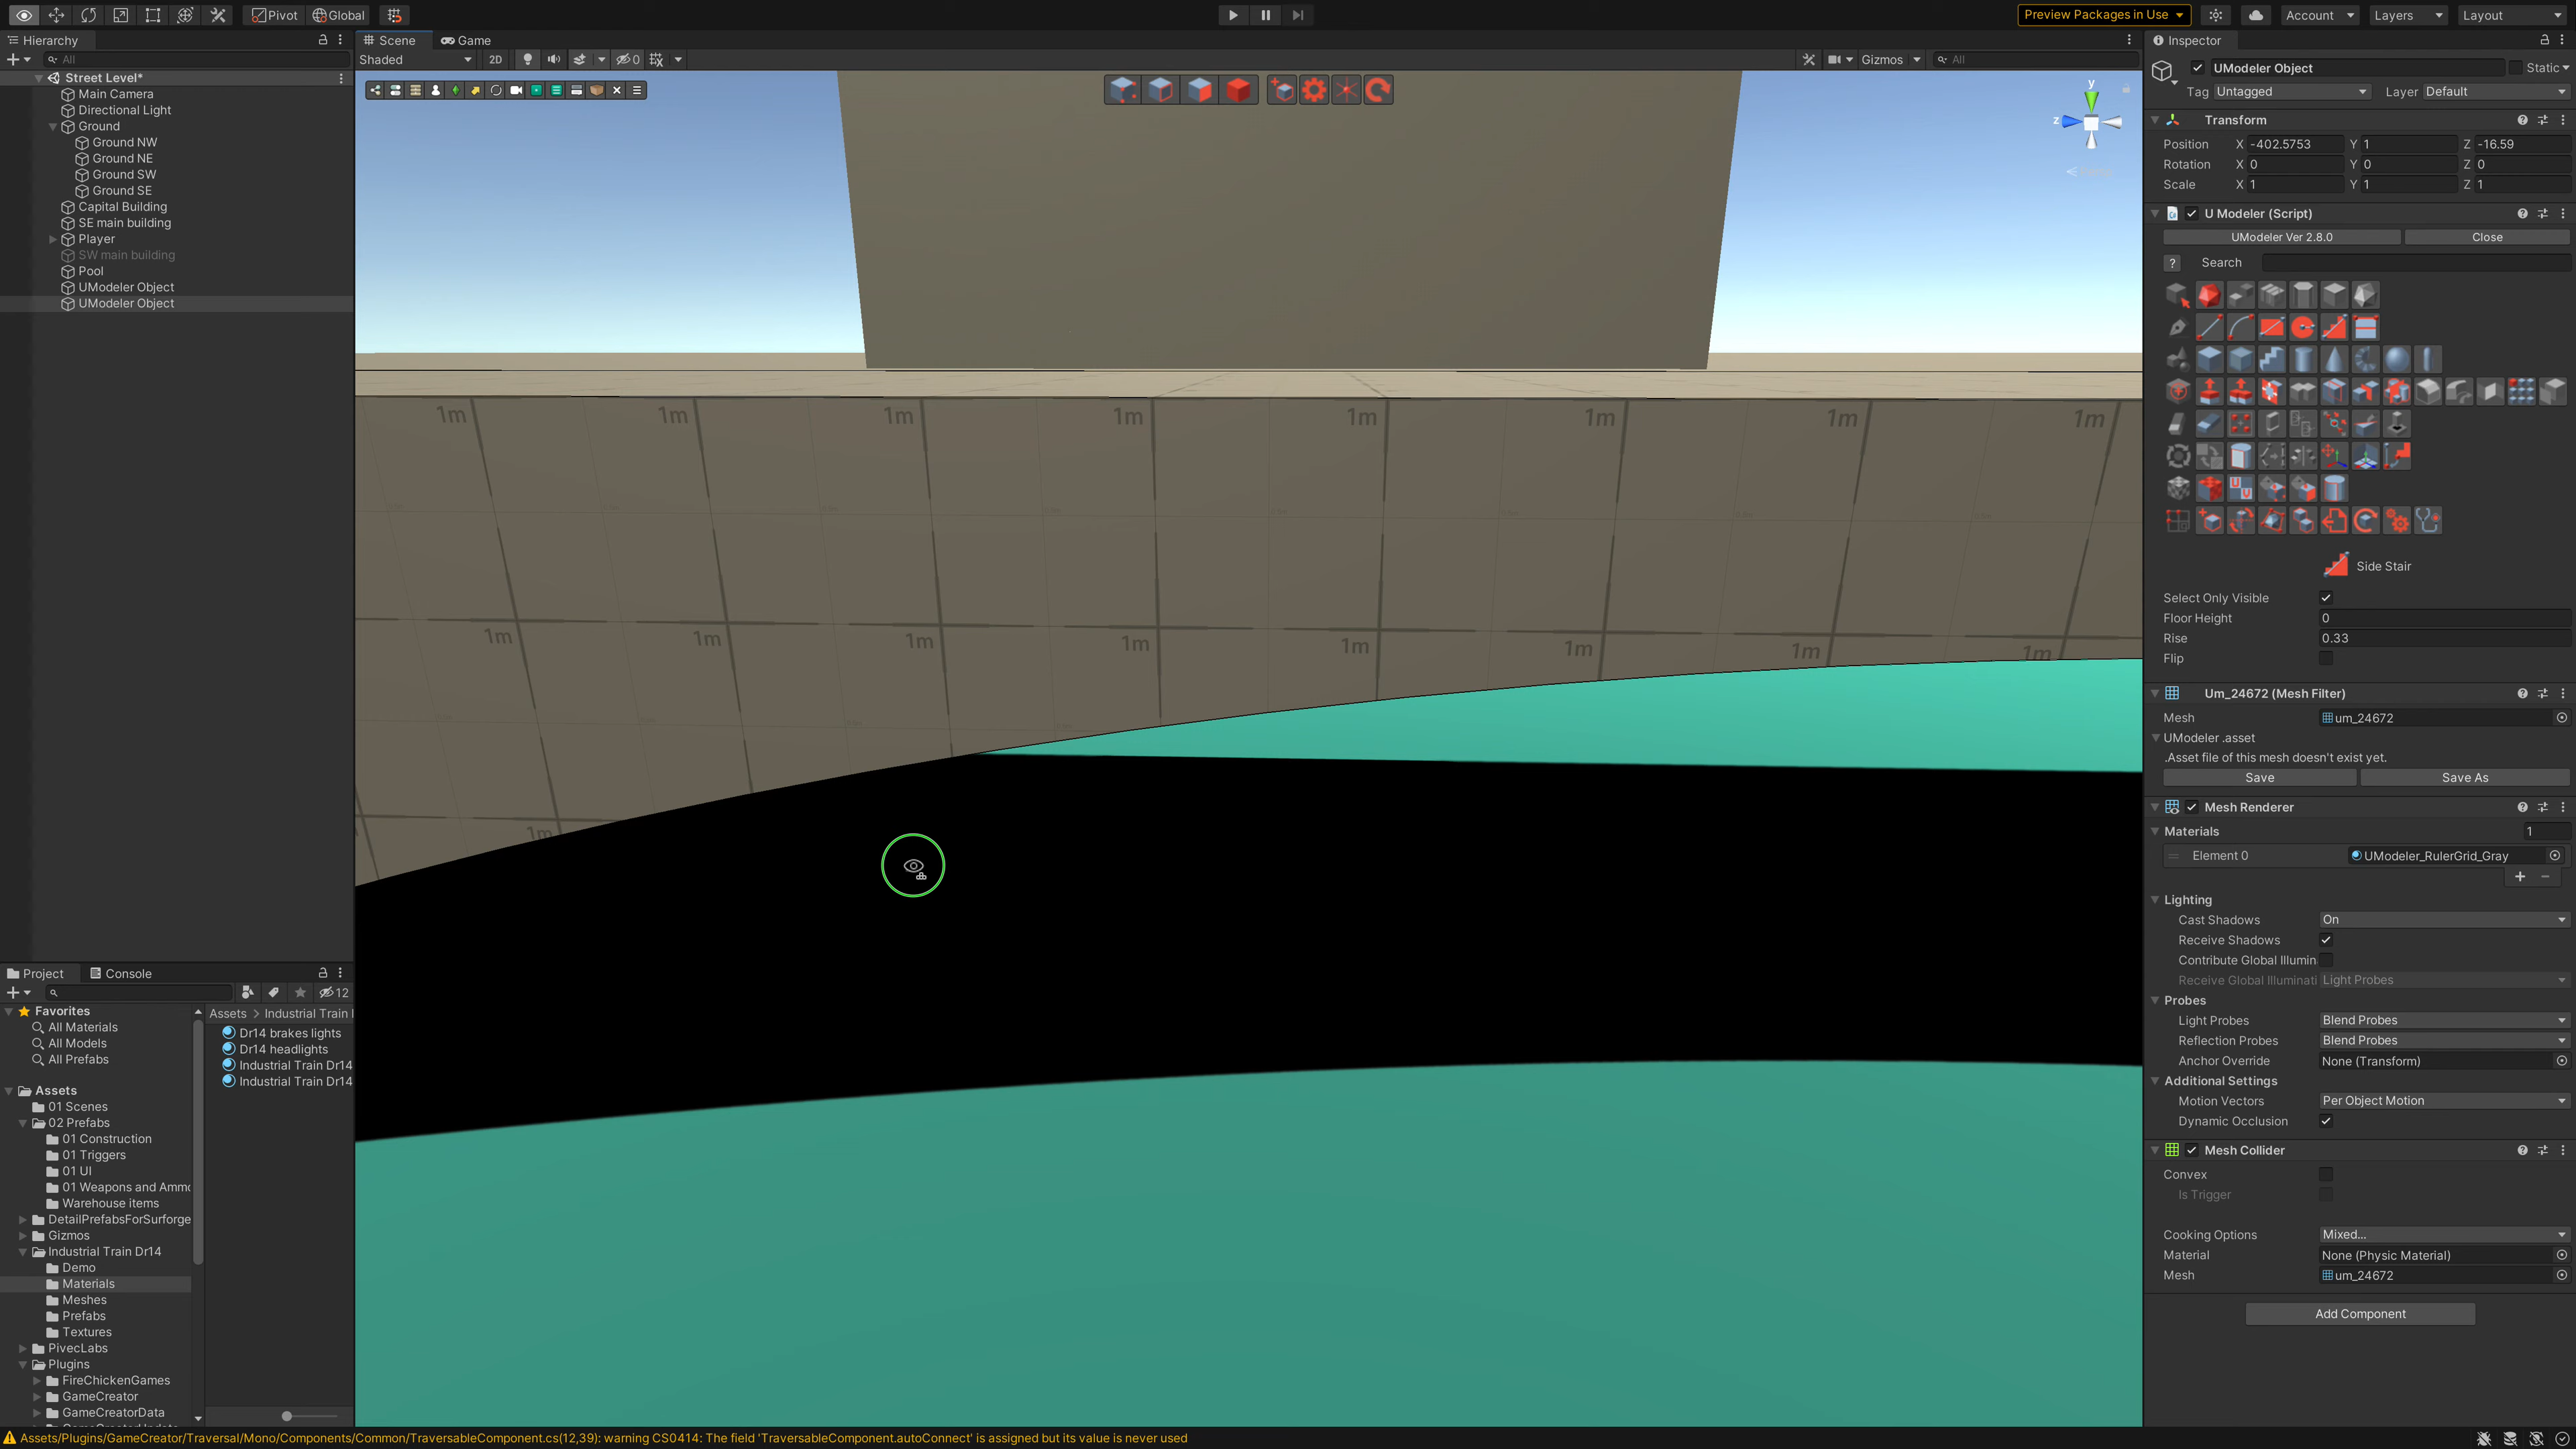 Pivot
Global
Preview Packages in Use
Account
Layers
Layout
Hierarchy
All
Street Level*
Main Camera
Directional Light
Ground
Ground NW
Ground NE
Ground SW
Ground SE
Capital Building
SE main building
Player
SW main building
Pool
UModeler Object
UModeler Object
Scene
Game
Shaded
2D
0
Gizmos
All
y
z
1m 1m 1m 1m 1m 1m 1m 1m
1m 1m 1m 1m 1m 1m 1m 1m
1m
Inspector
UModeler Object
Static
Tag Untagged Layer Default
Transform
Position X -402.5753 Y 1 Z -16.59
Rotation X 0 Y 0 Z 0
Scale X 1 Y 1 Z 1
U Modeler (Script)
UModeler Ver 2.8.0 Close
? Search
Side Stair
Select Only Visible
Floor Height 0
Rise 0.33
Flip
Um_24672 (Mesh Filter)
Mesh um_24672
UModeler .asset
.Asset file of this mesh doesn't exist yet.
Save Save As
Mesh Renderer
Materials 1
Element 0 UModeler_RulerGrid_Gray
Lighting
Cast Shadows On
Receive Shadows
Contribute Global Illumin
Receive Global Illuminati Light Probes
Probes
Light Probes Blend Probes
Reflection Probes Blend Probes
Anchor Override None (Transform)
Additional Settings
Motion Vectors Per Object Motion
Dynamic Occlusion
Mesh Collider
Convex
Is Trigger
Cooking Options Mixed...
Material None (Physic Material)
Mesh um_24672
Add Component
Project
Console
12
Favorites
All Materials
All Models
All Prefabs
Assets
01 Scenes
02 Prefabs
01 Construction
01 Triggers
01 UI
01 Weapons and Ammo
Warehouse items
DetailPrefabsForSurforge
Gizmos
Industrial Train Dr14
Demo
Materials
Meshes
Prefabs
Textures
PivecLabs
Plugins
FireChickenGames
GameCreator
GameCreatorData
Assets > Industrial Train
Dr14 brakes lights
Dr14 headlights
Industrial Train Dr14
Industrial Train Dr14
Assets/Plugins/GameCreator/Traversal/Mono/Components/Common/TraversableComponent.cs(12,39): warning CS0414: The field 'TraversableComponent.autoConnect' is assigned but its value is never used